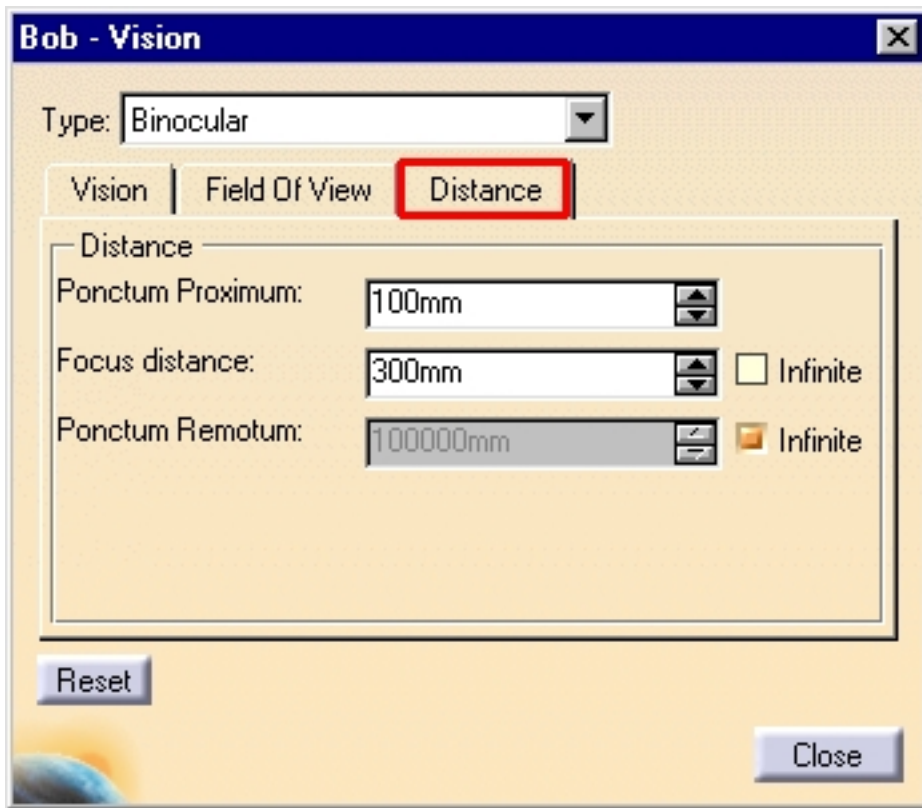 Bob - Vision
Type: Binocular
Vision Field Of View Distance
Distance
Ponctum Proximum: 100mm
Focus distance: 300mm Infinite
Ponctum Remotum: 100000mm Infinite
Reset
Close